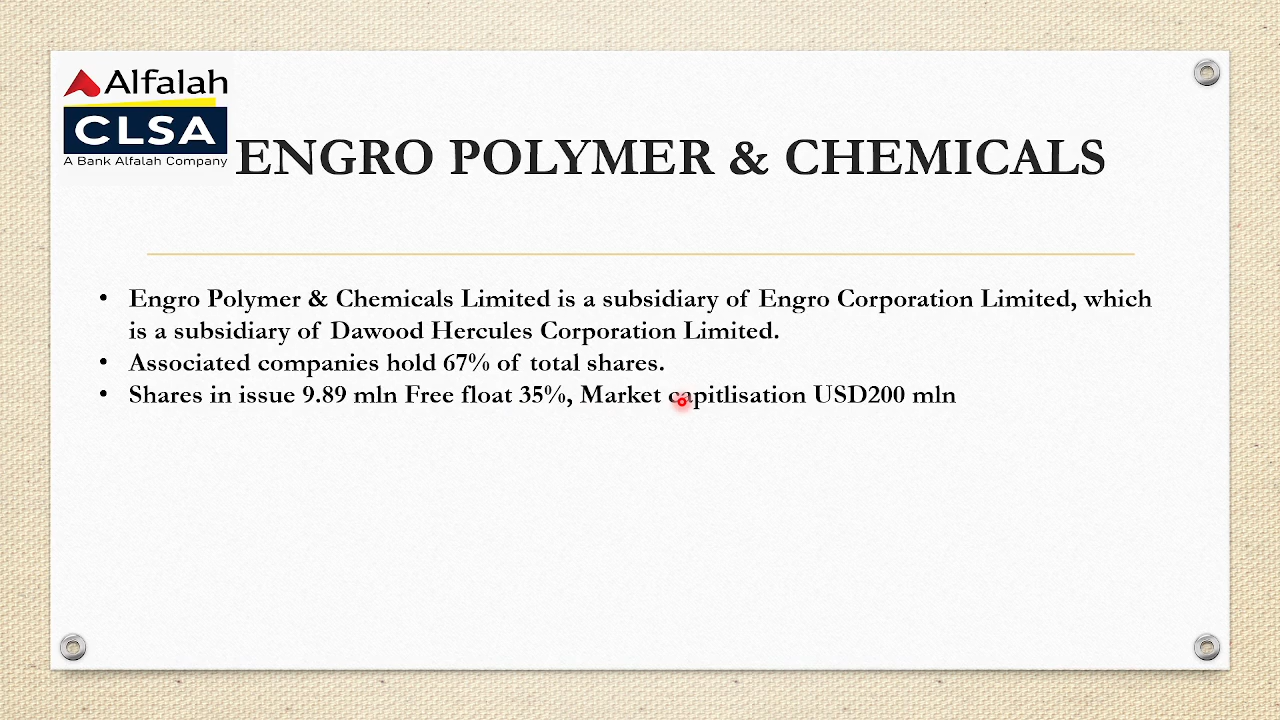 Alfalah
CLSA
A Bank Alfalah Company
ENGRO POLYMER & CHEMICALS
• Engro Polymer & Chemicals Limited is a subsidiary of Engro Corporation Limited, which
is a subsidiary of Dawood Hercules Corporation Limited.
• Associated companies hold 67% of total shares.
• Shares in issue 9.89 mln Free float 35%, Market capitlisation USD200 mln